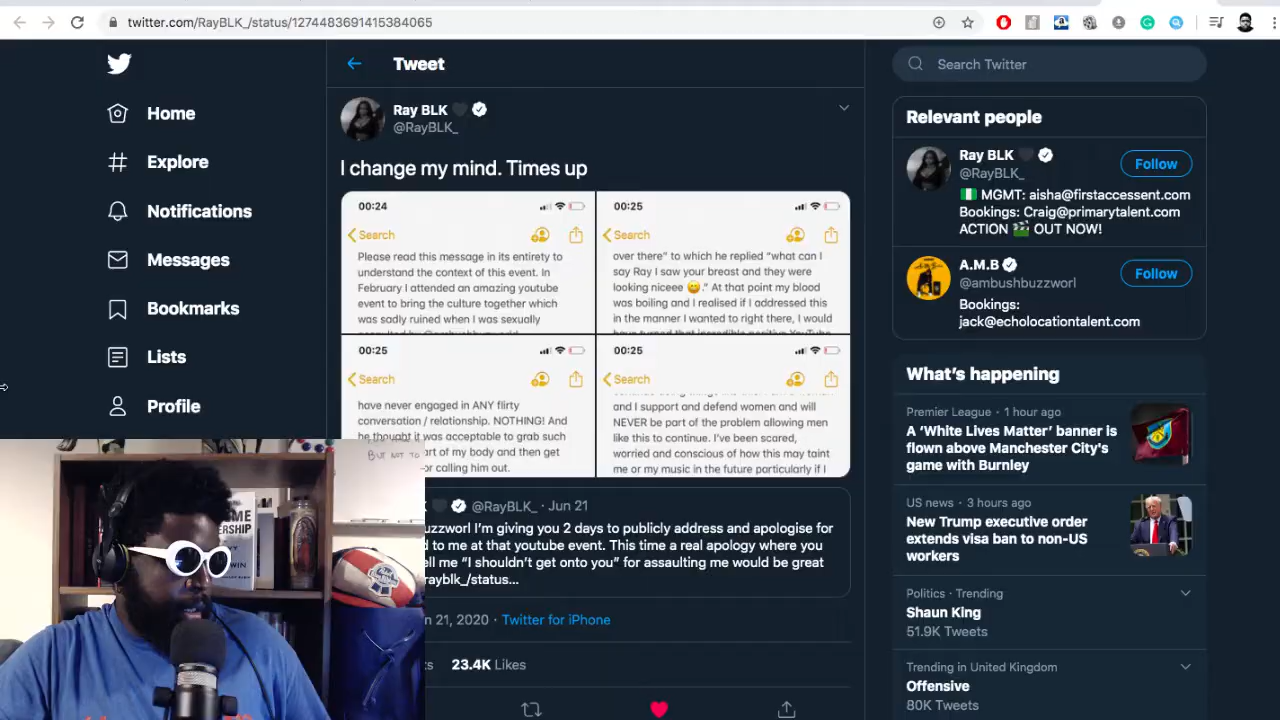 twitter.com/RayBLK_/status/1274483691415384065
Home
Explore
Notifications
Messages
Bookmarks
Lists
Profile
Tweet
Ray BLK
@RayBLK_
I change my mind. Times up
00:24
Search
Please read this message in its entirety to
understand the context of this event. In
February I attended an amazing youtube
event to bring the culture together which
was sadly ruined when I was sexually
00:25
Search
over there” to which he replied “what can I
say Ray I saw your breast and they were
looking niceee 😋.” At that point my blood
was boiling and I realised if I addressed this
in the manner I wanted to right there, I would
have turned that incredible positive YouTube
00:25
Search
have never engaged in ANY flirty
conversation / relationship. NOTHING! And
he thought it was acceptable to grab such
art of my body and then get
or calling him out.
00:25
Search
and I support and defend women and will
NEVER be part of the problem allowing men
like this to continue. I’ve been scared,
worried and conscious of how this may taint
me or my music in the future particularly if I
@RayBLK_ · Jun 21
uzzworl I’m giving you 2 days to publicly address and apologise for
d to me at that youtube event. This time a real apology where you
ell me “I shouldn’t get onto you” for assaulting me would be great
rayblk_/status...
n 21, 2020 · Twitter for iPhone
ts 23.4K Likes
Search Twitter
Relevant people
Ray BLK
@RayBLK_
Follow
🇳🇬 MGMT: aisha@firstaccessent.com
Bookings: Craig@primarytalent.com
ACTION 🎬 OUT NOW!
A.M.B
@ambushbuzzworl
Follow
Bookings:
jack@echolocationtalent.com
What’s happening
Premier League · 1 hour ago
A ‘White Lives Matter’ banner is
flown above Manchester City’s
game with Burnley
US news · 3 hours ago
New Trump executive order
extends visa ban to non-US
workers
Politics · Trending
Shaun King
51.9K Tweets
Trending in United Kingdom
Offensive
80K Tweets
BUT NOT TO
WIN